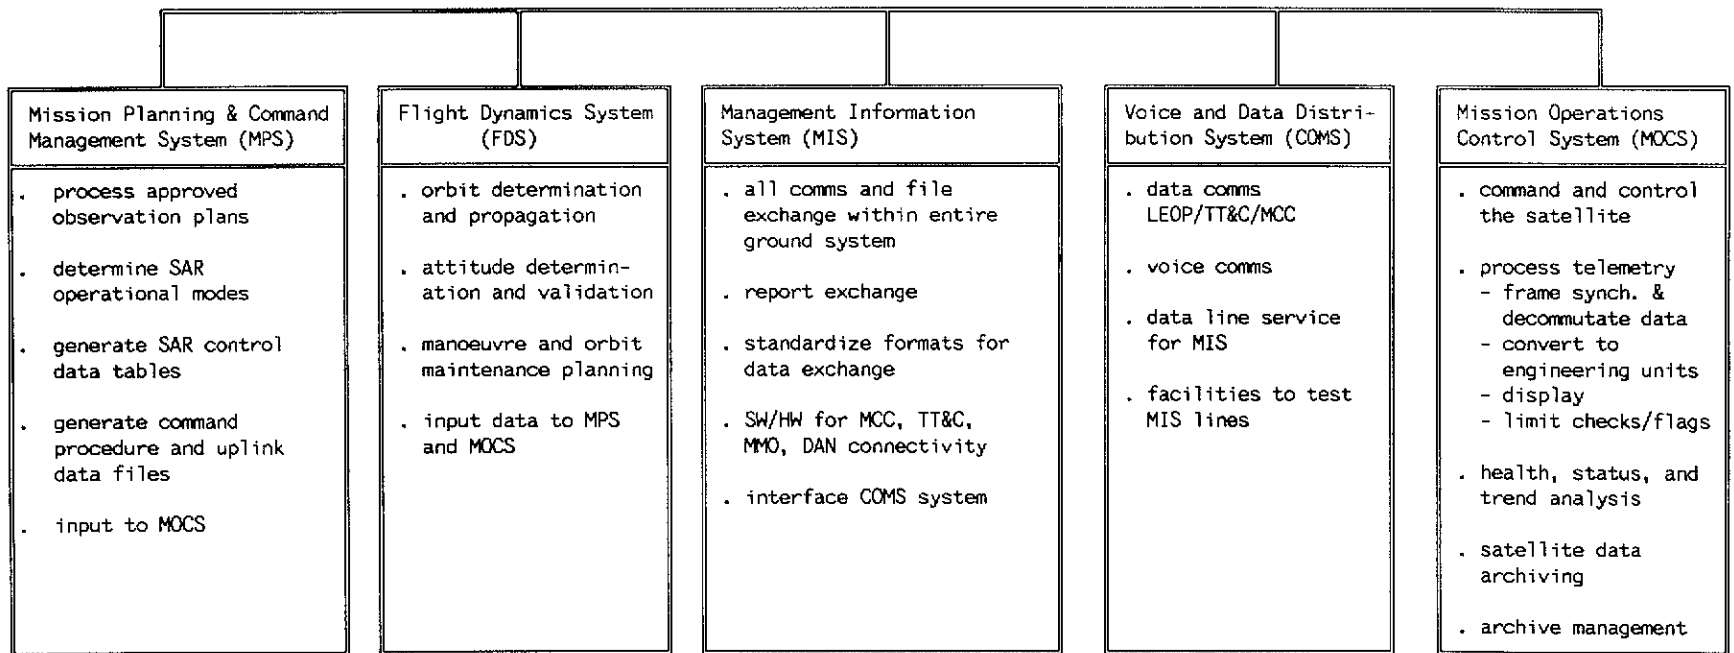 Mission Planning & Command
Management System (MPS)
. process approved
observation plans
. determine SAR
operational modes
. generate SAR control
data tables
. generate command
procedure and uplink
data files
. input to MOCS
Flight Dynamics System
(FDS)
. orbit determination
and propagation
. attitude determin-
ation and validation
. manoeuvre and orbit
maintenance planning
. input data to MPS
and MOCS
Management Information
System (MIS)
. all comms and file
exchange within entire
ground system
. report exchange
. standardize formats for
data exchange
. SW/HW for MCC, TT&C,
MMO, DAN connectivity
. interface COMS system
Voice and Data Distri-
bution System (COMS)
. data comms
LEOP/TT&C/MCC
. voice comms
. data line service
for MIS
. facilities to test
MIS lines
Mission Operations
Control System (MOCS)
. command and control
the satellite
. process telemetry
- frame synch. &
decommutate data
- convert to
engineering units
- display
- limit checks/flags
. health, status, and
trend analysis
. satellite data
archiving
. archive management